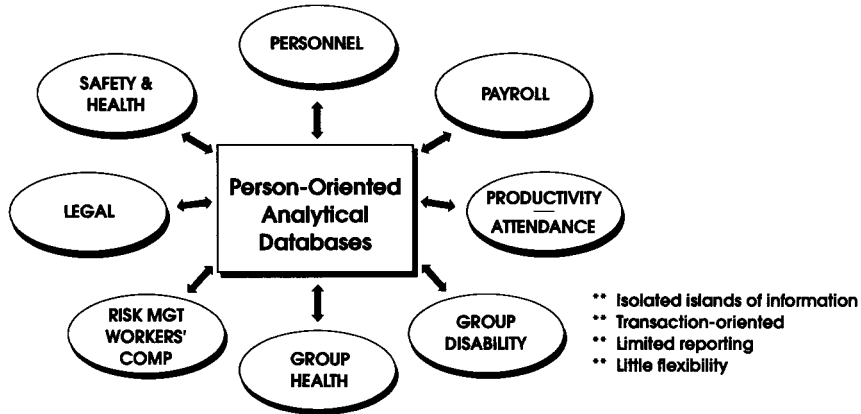 PERSONNEL
SAFETY &
HEALTH
PAYROLL
Person-Oriented
Analytical
Databases
LEGAL
PRODUCTIVITY
ATTENDANCE
RISK MGT
WORKERS'
COMP
GROUP
HEALTH
GROUP
DISABILITY
** Isolated islands of information
** Transaction-oriented
** Limited reporting
** Little flexibility